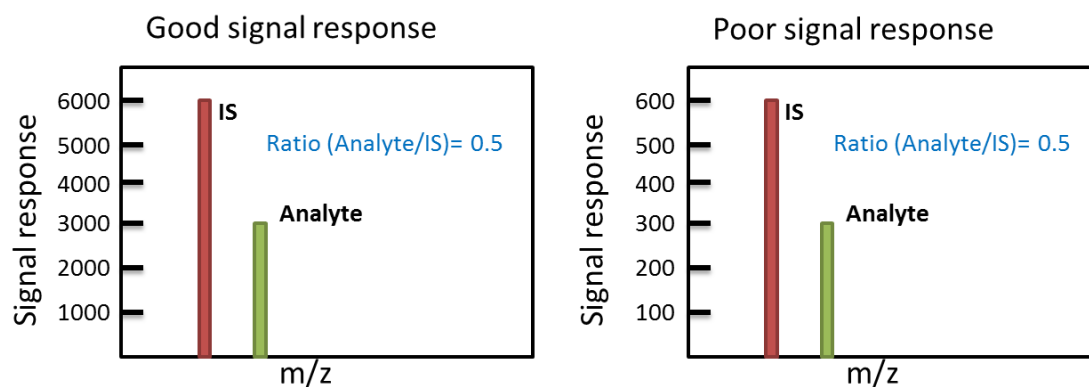 Good signal response
Signal response
6000
5000
4000
3000
2000
1000
IS
Ratio (Analyte/IS)= 0.5
Analyte
m/z
Poor signal response
Signal response
600
500
400
300
200
100
IS
Ratio (Analyte/IS)= 0.5
Analyte
m/z